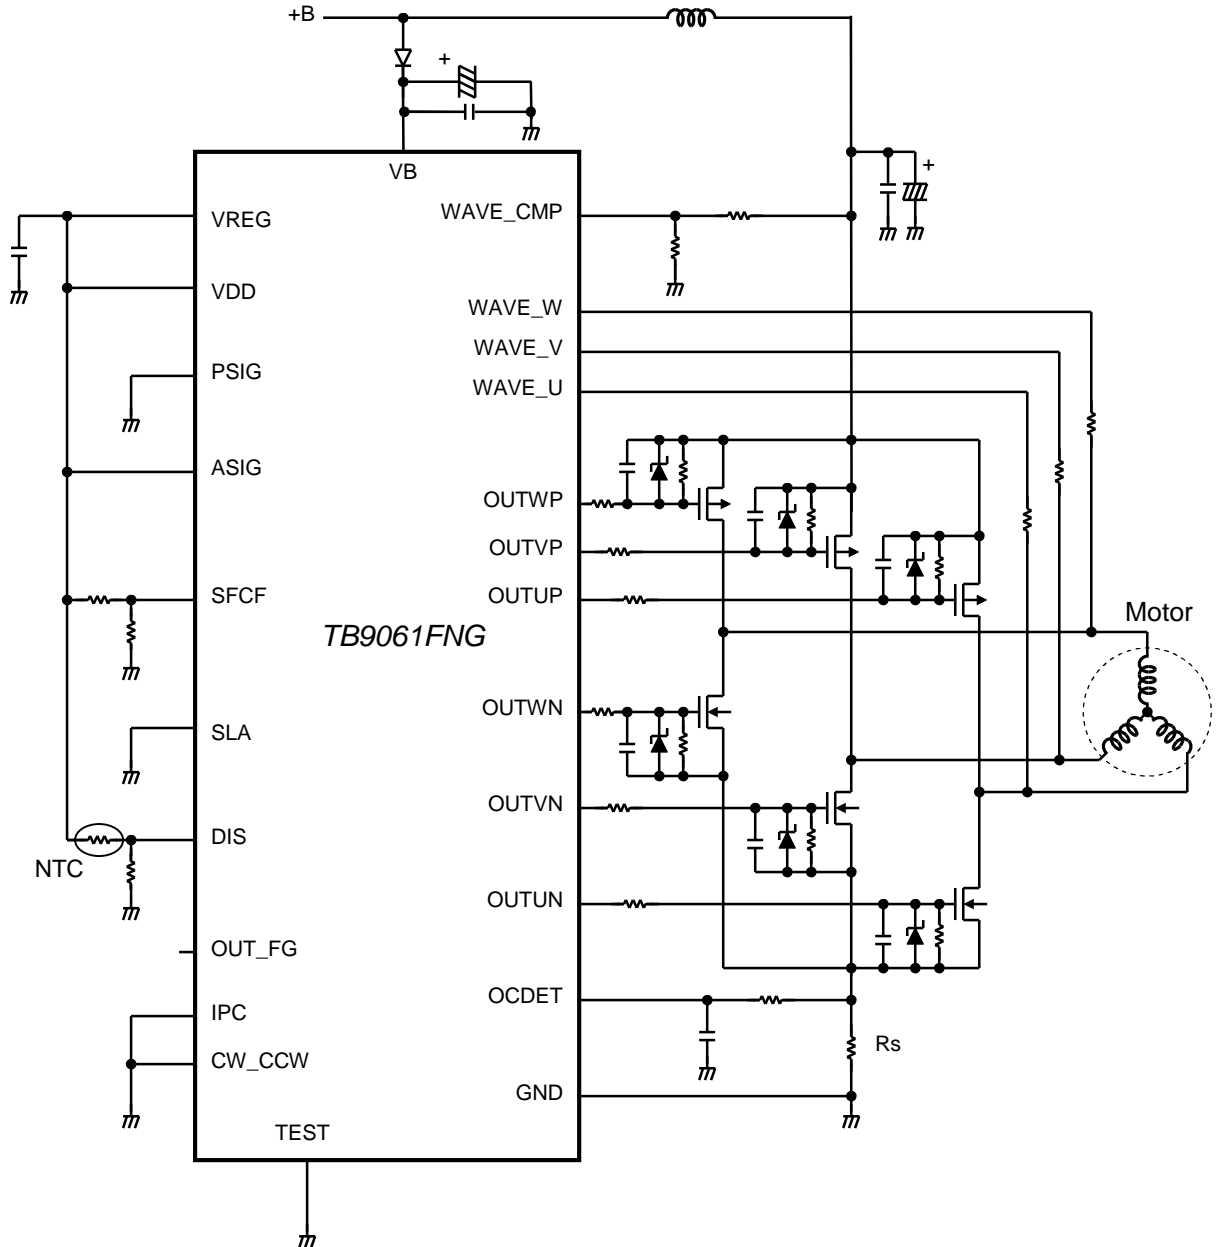 +B
+
VB
+
VREG
WAVE_CMP
VDD
WAVE_W
WAVE_V
PSIG
WAVE_U
ASIG
OUTWP
OUTVP
SFCF
OUTUP
Motor
TB9061FNG
OUTWN
SLA
OUTVN
DIS
NTC
OUTUN
OUT_FG
OCDET
IPC
Rs
CW_CCW
GND
TEST